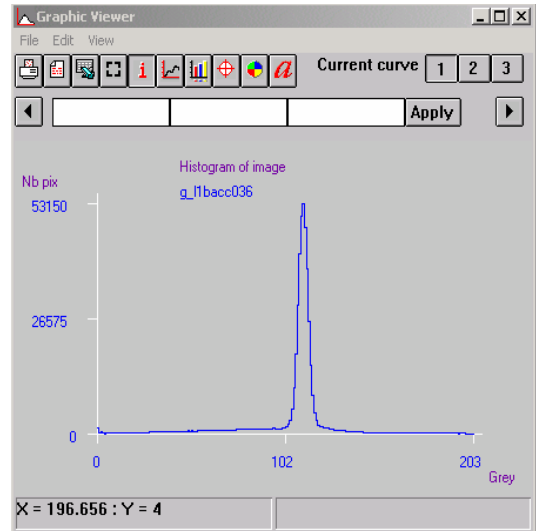 Graphic Viewer
File Edit View
i a Current curve 1 2 3
Apply
Histogram of image
Nb pix
g_l1bacc036
53150
26575
0
0 102 203
Grey
X = 196.656 : Y = 4